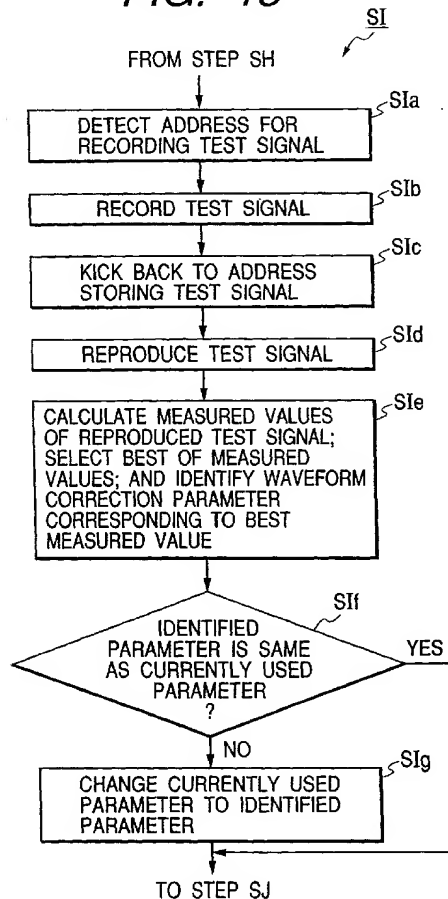 FIG.
SI
FROM STEP SH
SIa
DETECT ADDRESS FOR
RECORDING TEST SIGNAL
SIb
RECORD TEST SIGNAL
SIc
KICK BACK TO ADDRESS
STORING TEST SIGNAL
SId
REPRODUCE TEST SIGNAL
SIe
CALCULATE MEASURED VALUES
OF REPRODUCED TEST SIGNAL;
SELECT BEST OF MEASURED
VALUES; AND IDENTIFY WAVEFORM
CORRECTION PARAMETER
CORRESPONDING TO BEST
MEASURED VALUE
SIf
IDENTIFIED
PARAMETER IS SAME
AS CURRENTLY USED
PARAMETER
?
YES
NO
SIg
CHANGE CURRENTLY USED
PARAMETER TO IDENTIFIED
PARAMETER
TO STEP SJ